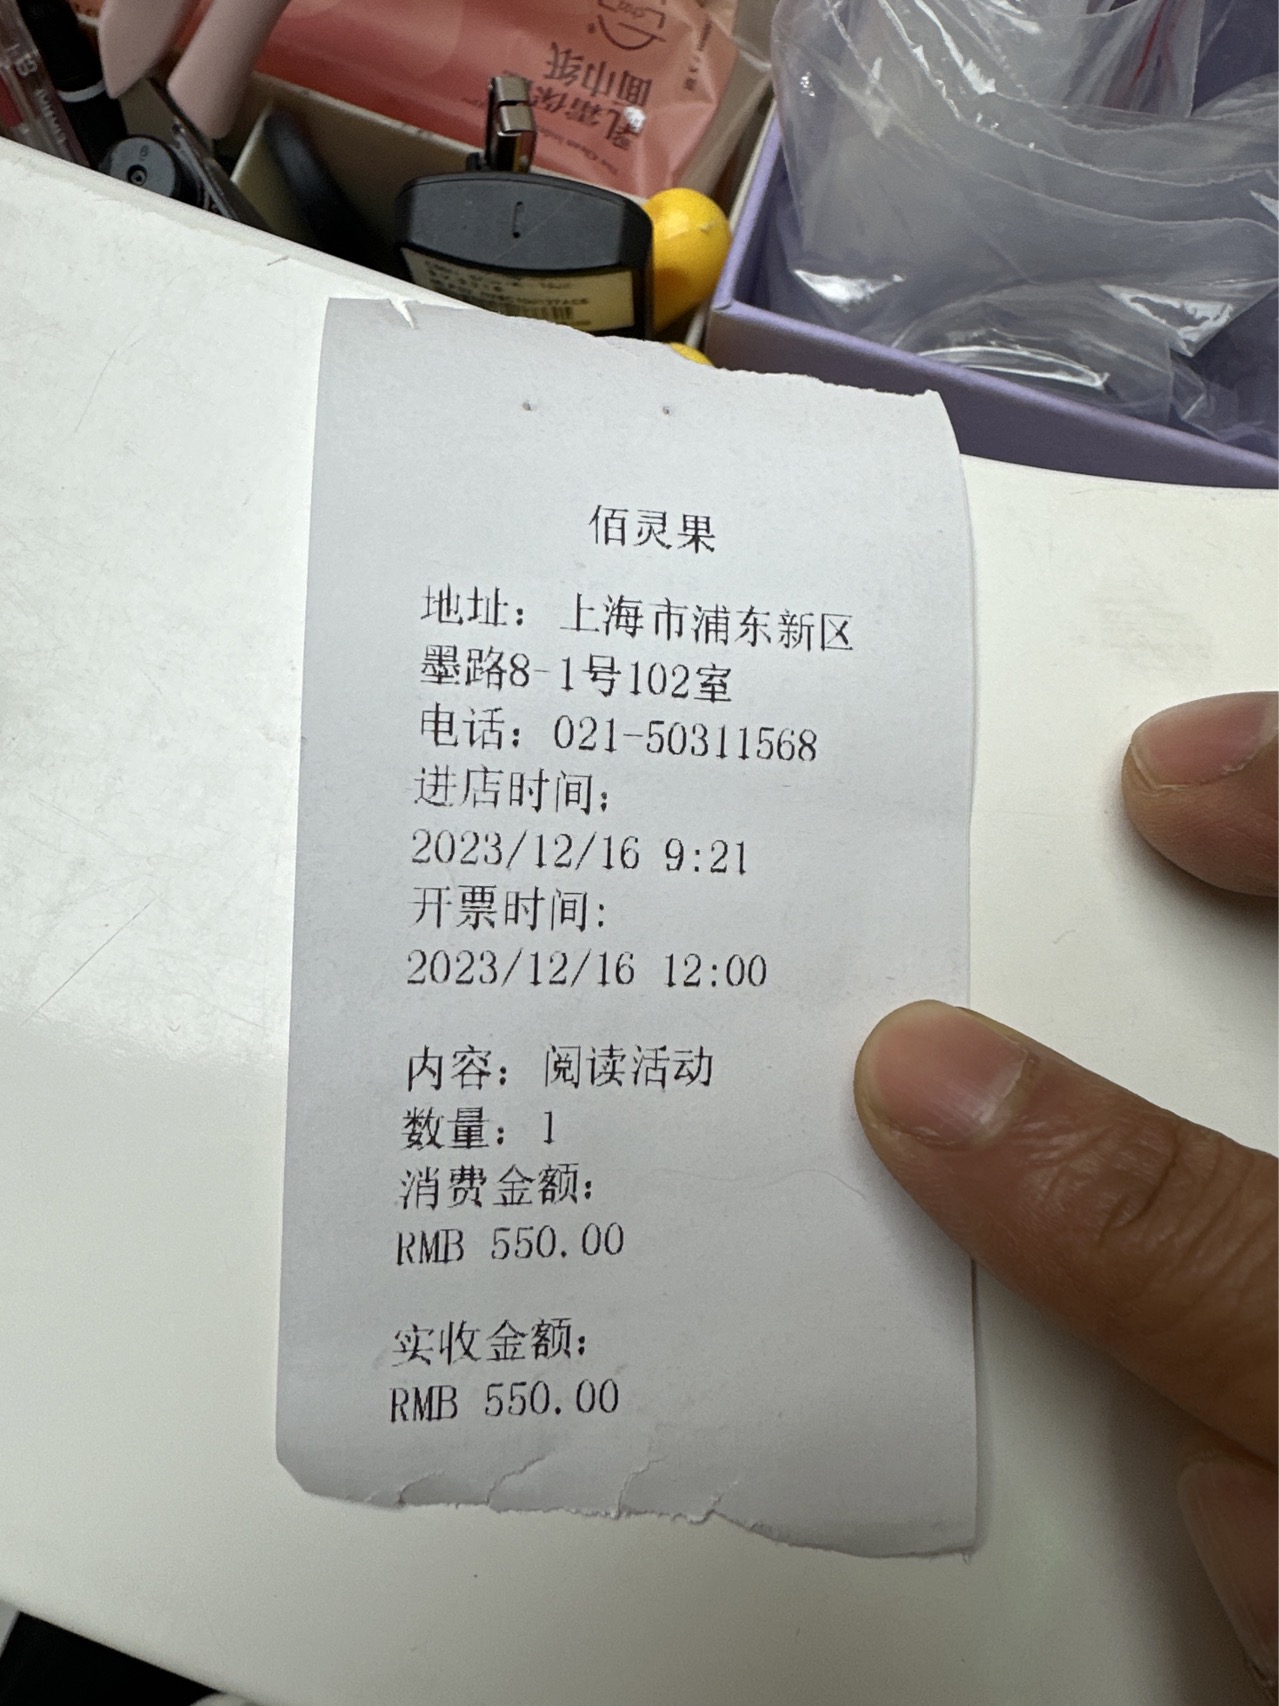 面巾纸
佰灵果
地址：上海市浦东新区
墨路8-1号102室
电话：021-50311568
进店时间：
2023/12/16 9:21
开票时间：
2023/12/16 12:00
内容：阅读活动
数量：1
消费金额：
RMB 550.00
实收金额：
RMB 550.00